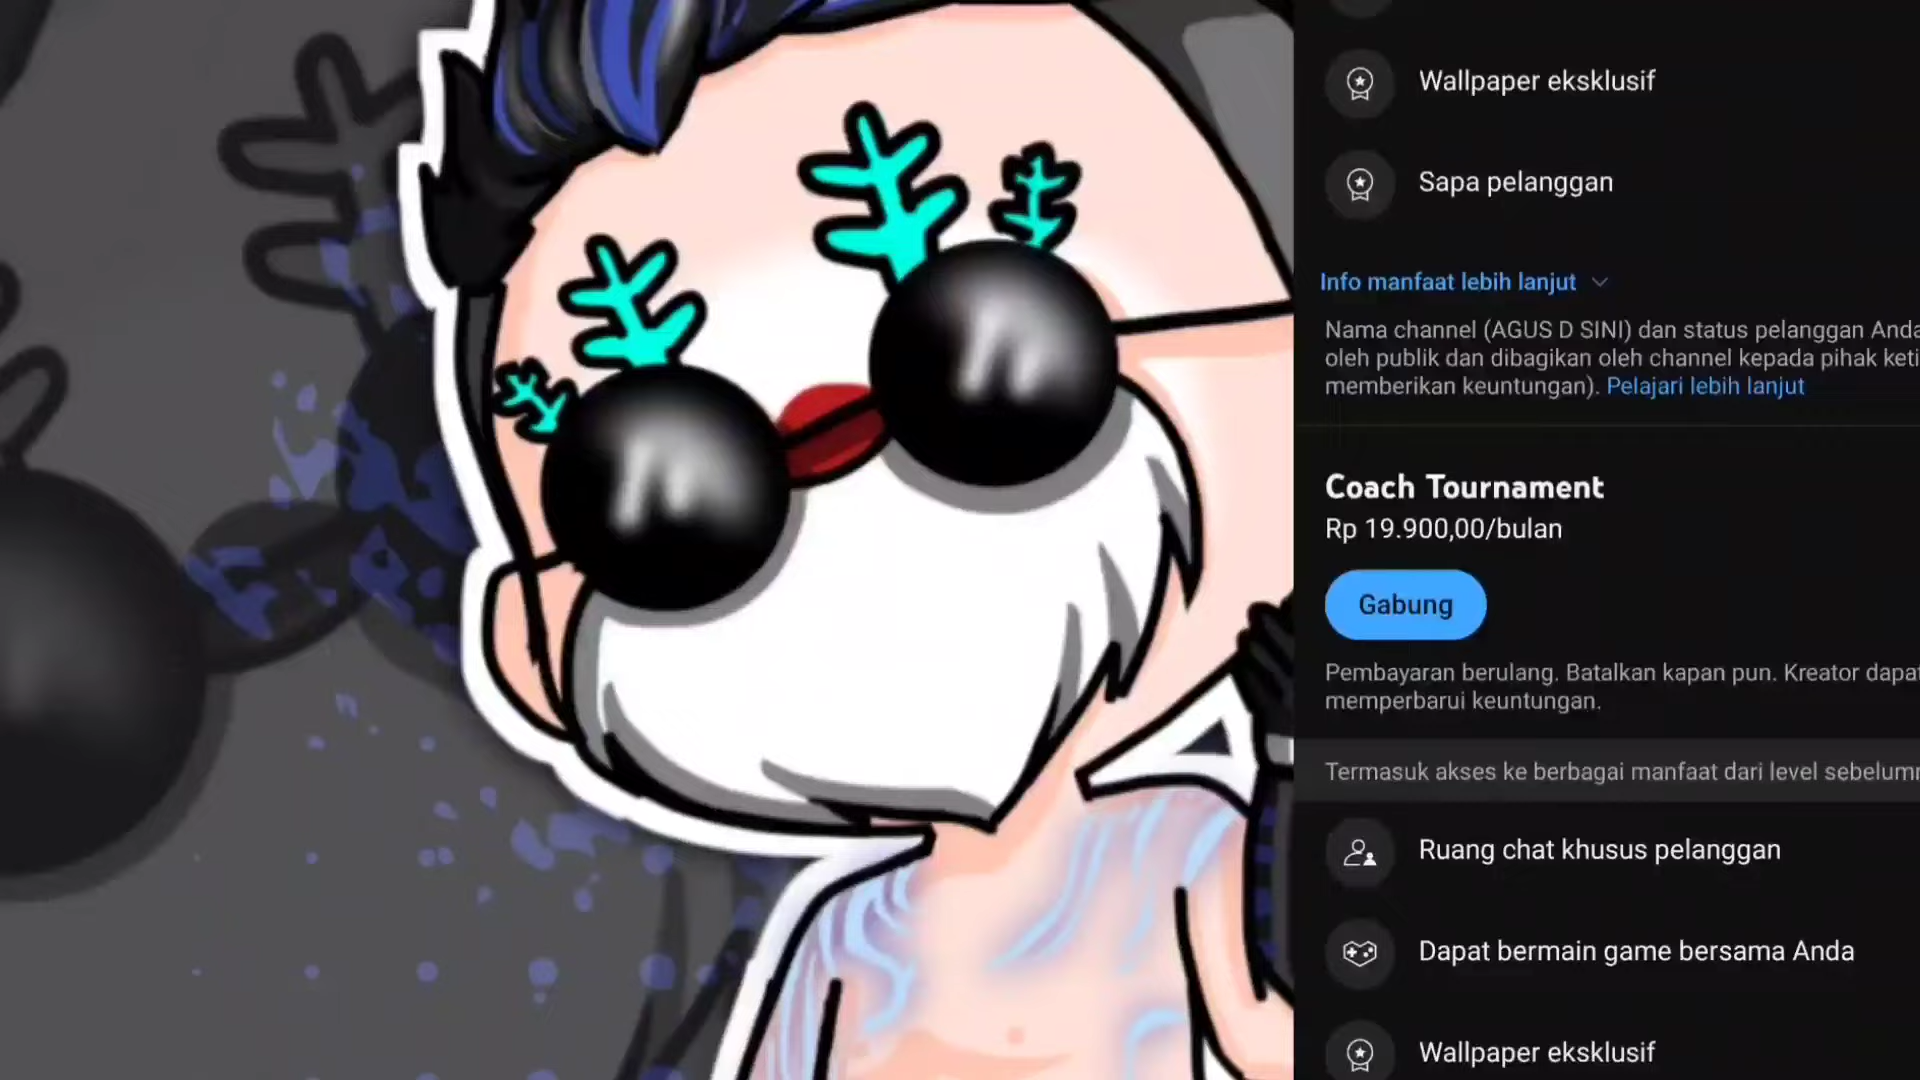 Wallpaper eksklusif
Sapa pelanggan
Info manfaat lebih lanjut
Nama channel (AGUS D SINI) dan status pelanggan Anda
oleh publik dan dibagikan oleh channel kepada pihak keti
memberikan keuntungan). Pelajari lebih lanjut
Coach Tournament
Rp 19.900,00/bulan
Gabung
Pembayaran berulang. Batalkan kapan pun. Kreator dapat
memperbarui keuntungan.
Termasuk akses ke berbagai manfaat dari level sebelumn
Ruang chat khusus pelanggan
Dapat bermain game bersama Anda
Wallpaper eksklusif